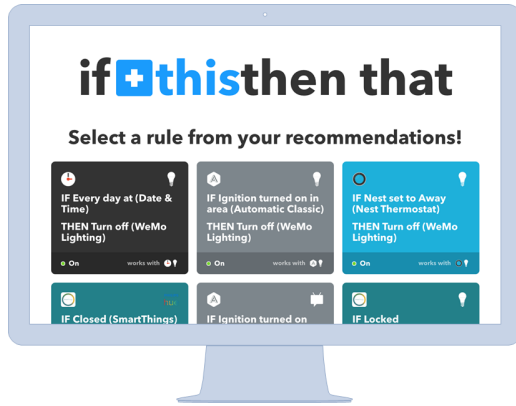 if+thisthen that
Select a rule from your recommendations!
IF Every day at (Date &
Time)
THEN Turn off (WeMo
Lighting)
On
works with
IF Ignition turned on in
area (Automatic Classic)
THEN Turn off (WeMo
Lighting)
On
works with
IF Nest set to Away
(Nest Thermostat)
THEN Turn off (WeMo
Lighting)
On
works with
IF Closed (SmartThings)
IF Ignition turned on
IF Locked